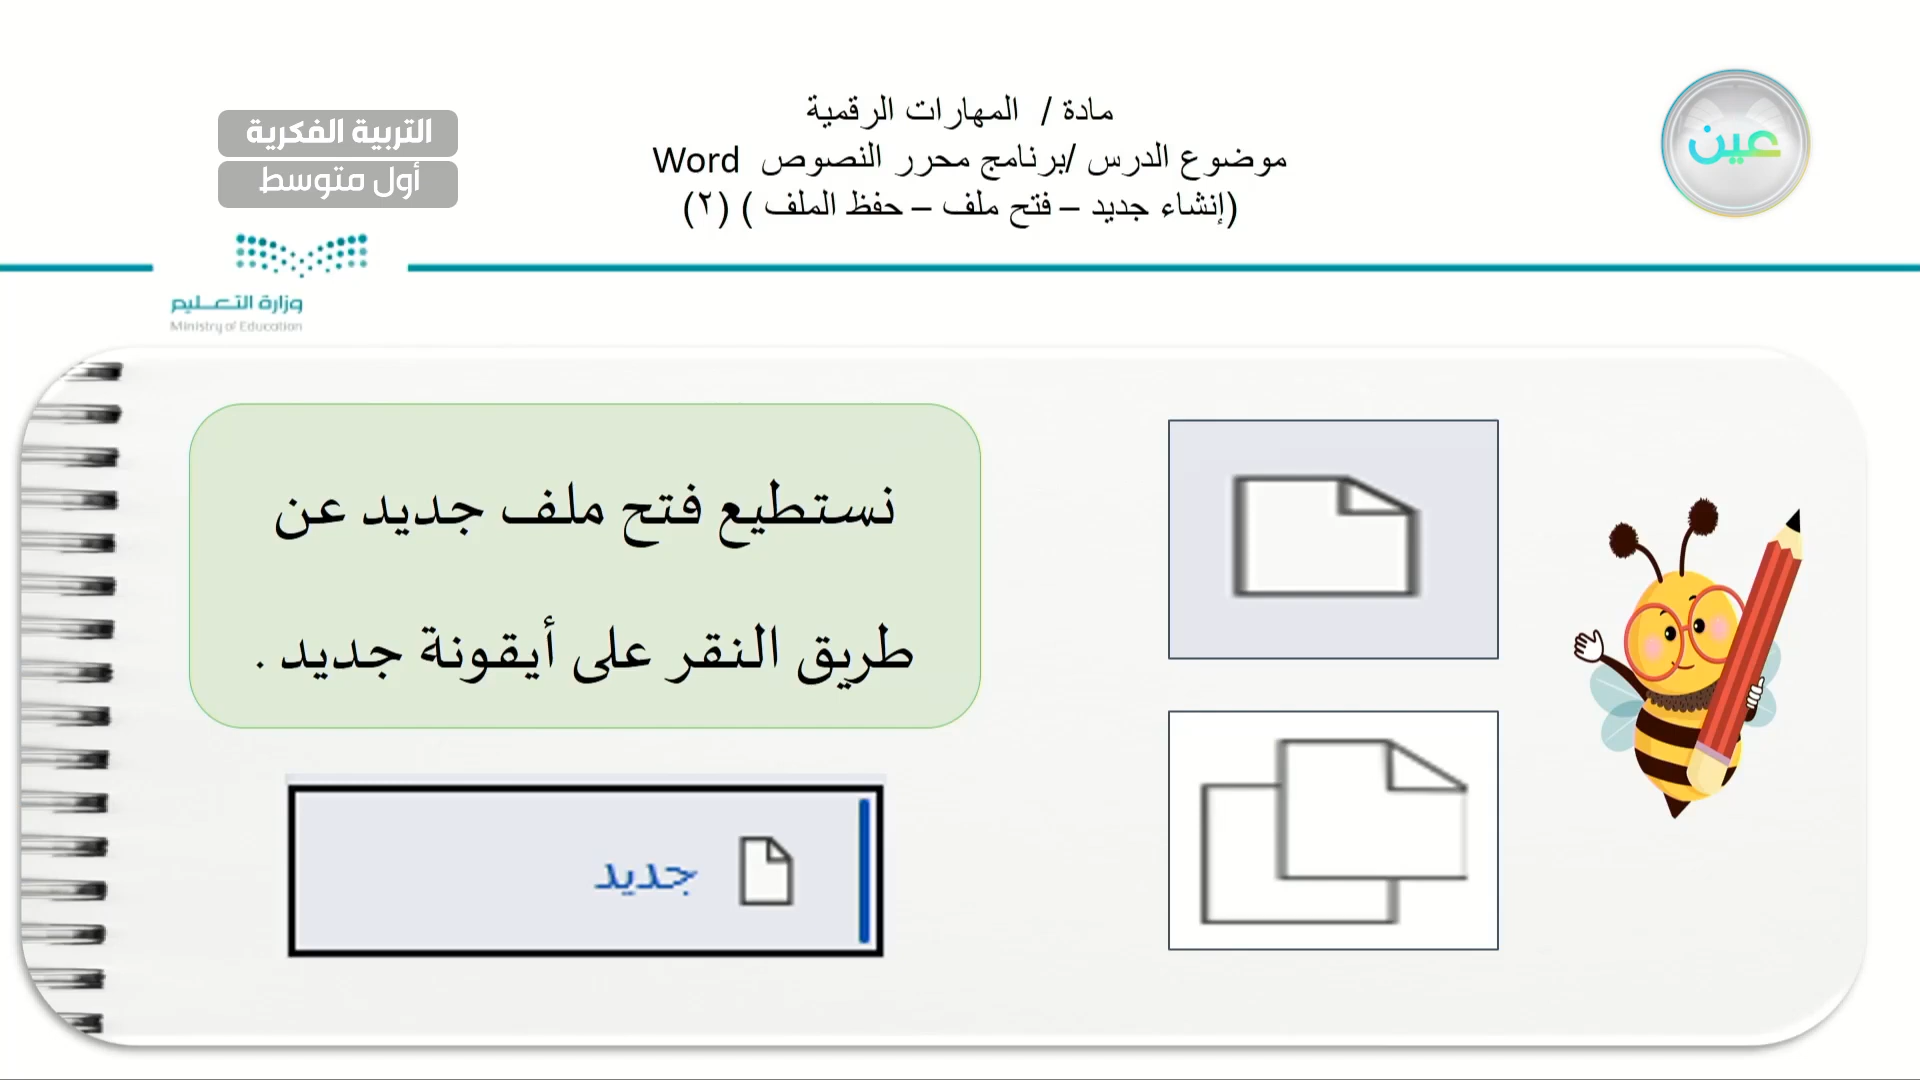 عين
مادة / المهارات الرقمية
موضوع الدرس /برنامج محرر النصوص Word
(إنشاء جديد – فتح ملف – حفظ الملف ) (٢)
التربية الفكرية
أول متوسط
وزارة التعليم
Ministry of Education
نستطيع فتح ملف جديد عن
طريق النقر على أيقونة جديد .
جديد